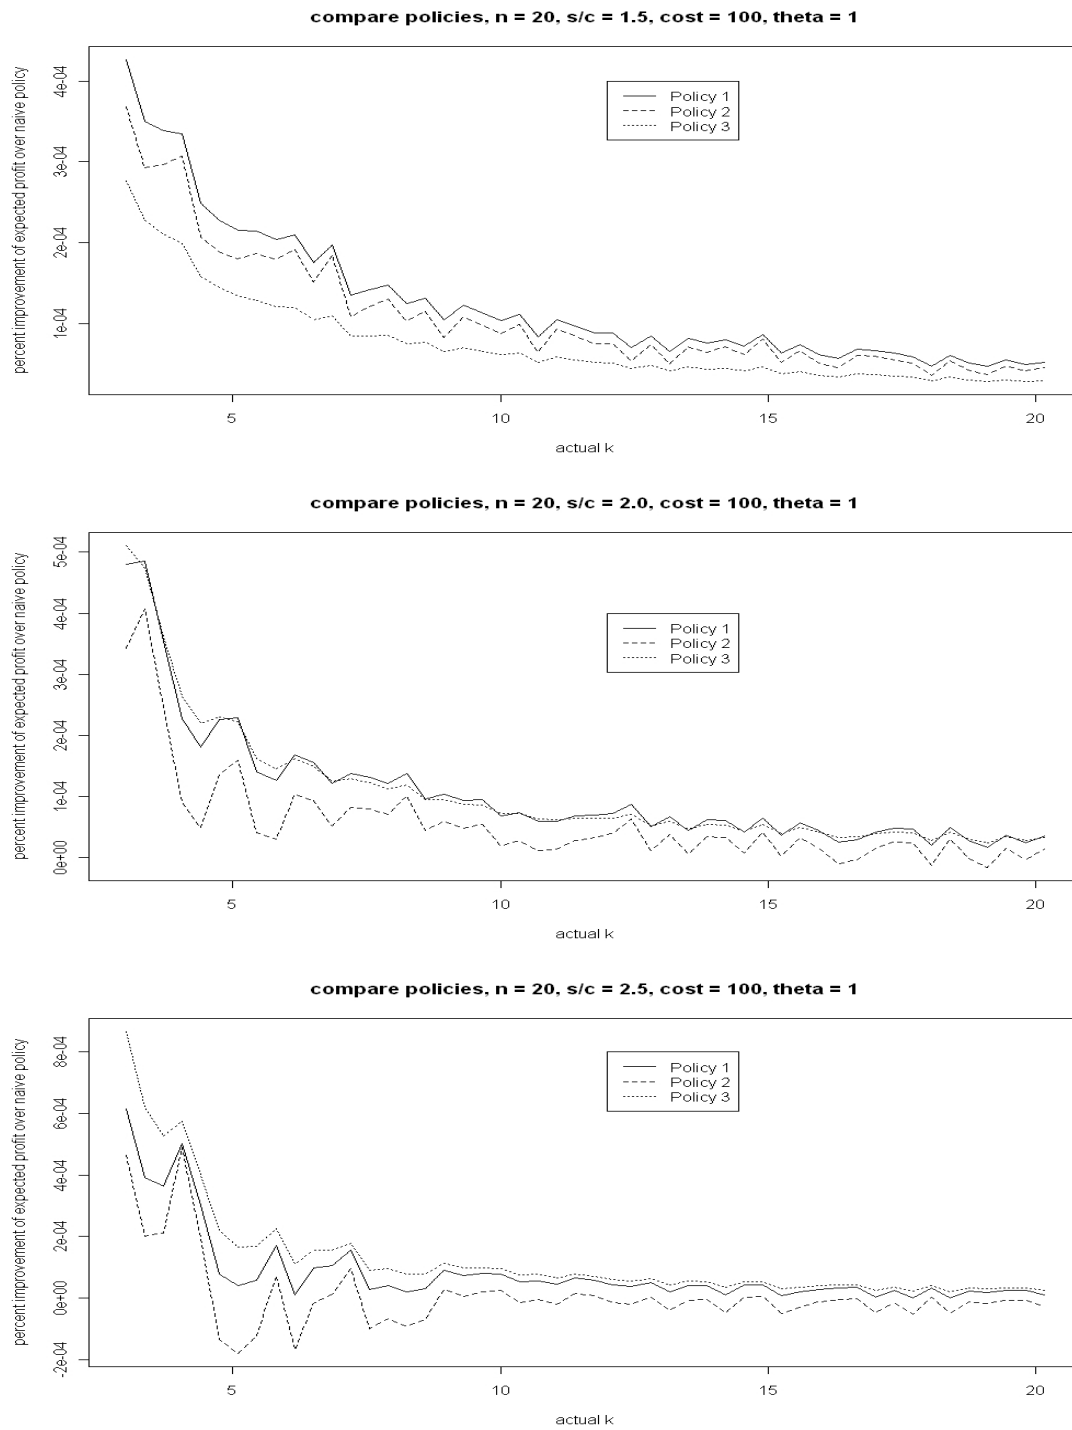 compare policies, n = 20, s/c = 1.5, cost = 100, theta = 1
percent improvement of expected profit over naive policy
4e-04
3e-04
2e-04
1e-04
Policy 1
Policy 2
Policy 3
5
10
15
20
actual k
compare policies, n = 20, s/c = 2.0, cost = 100, theta = 1
percent improvement of expected profit over naive policy
5e-04
4e-04
3e-04
2e-04
1e-04
0e+00
Policy 1
Policy 2
Policy 3
5
10
15
20
actual k
compare policies, n = 20, s/c = 2.5, cost = 100, theta = 1
percent improvement of expected profit over naive policy
8e-04
6e-04
4e-04
2e-04
0e+00
-2e-04
Policy 1
Policy 2
Policy 3
5
10
15
20
actual k